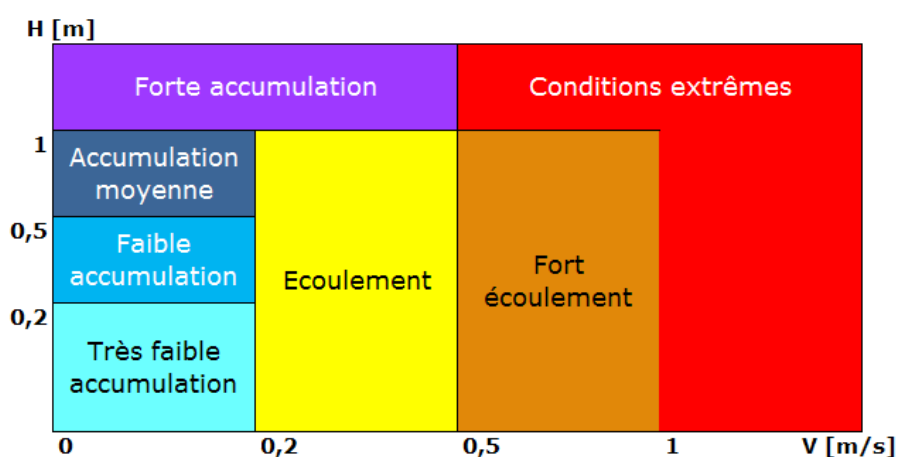 H [m]
Forte accumulation
Conditions extrêmes
1
Accumulation
moyenne
0,5
Faible
accumulation
Ecoulement
Fort
écoulement
0,2
Très faible
accumulation
0
0,2
0,5
1
V [m/s]